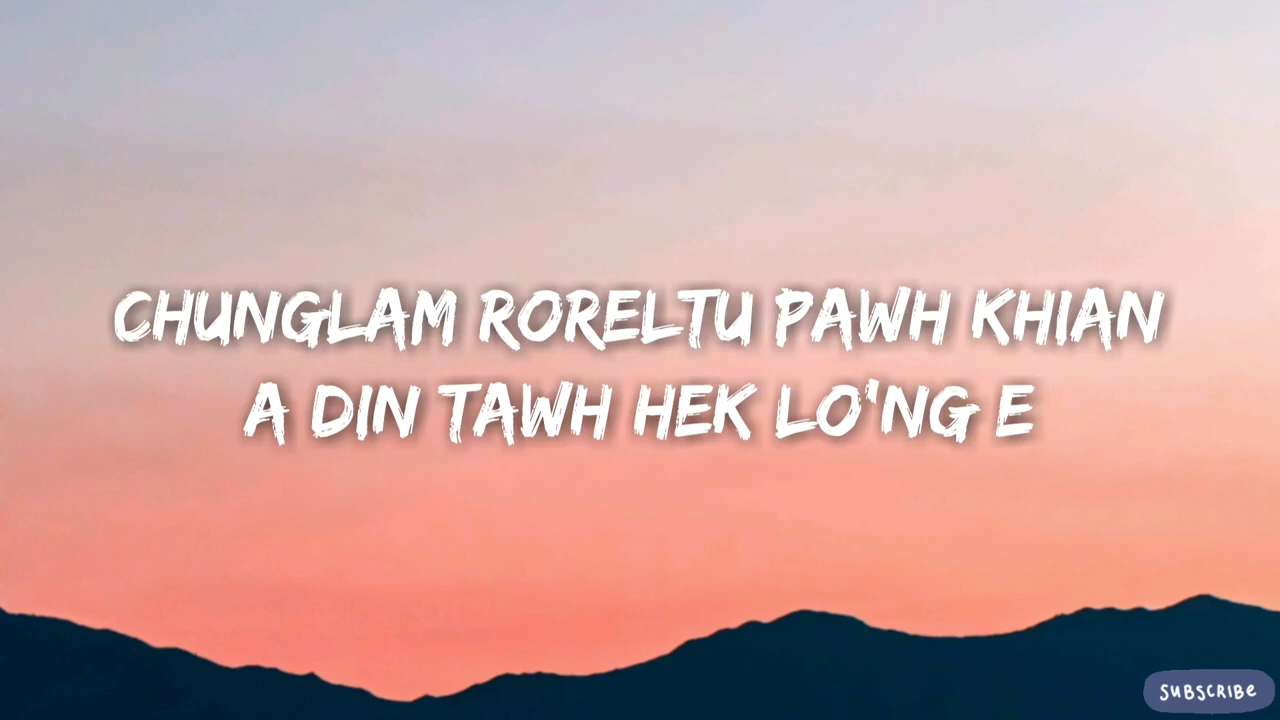 CHUNGLAM RORELTU PAWH KHIAN
A DIN TAWH HEK LO'NG E
SUBSCRIBE